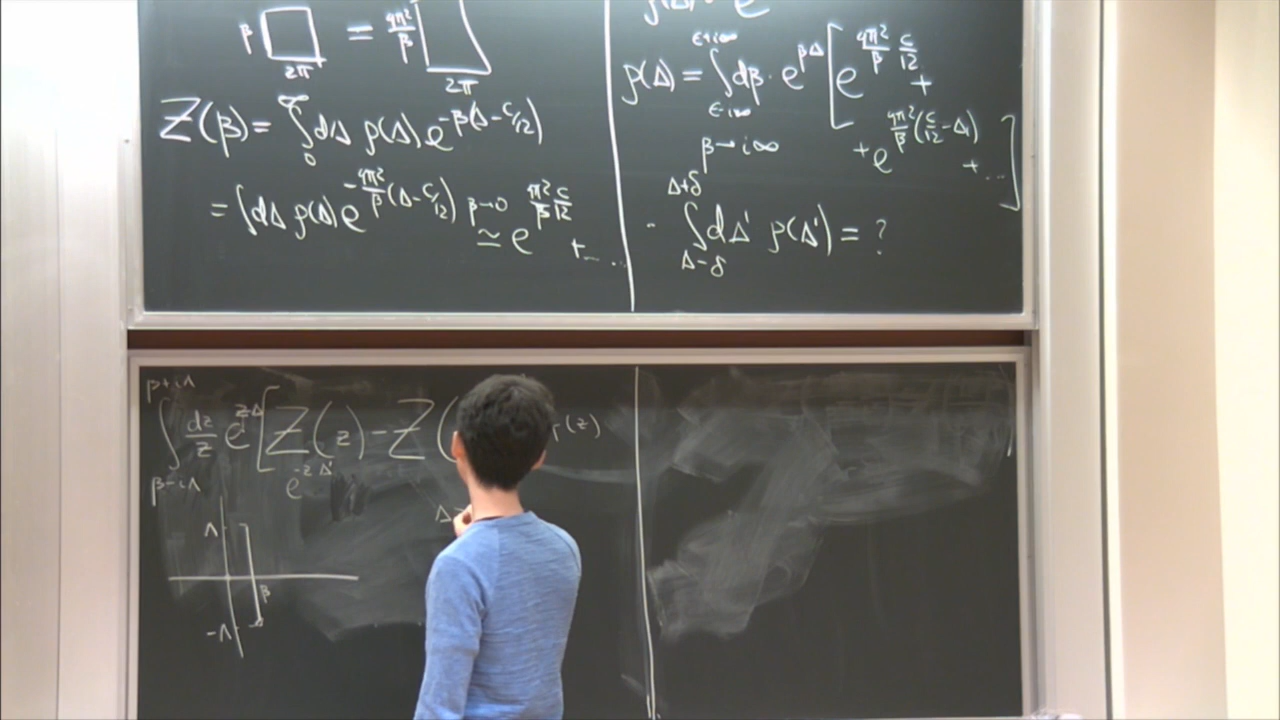 β □ = 4π²/β □
2π 2π
Z(β) = ∫₀^∞ dΔ ρ(Δ) e^{-β(Δ - c/12)}
= ∫dΔ ρ(Δ) e^{-4π²/β (Δ - c/12)} ≃_{β→0} e^{4π²/β c/12} + ...
ρ(Δ) = ∫_{ε-i∞}^{ε+i∞} dβ · e^{βΔ} [ e^{4π²/β c/12} +
+ e^{4π²/β (c/12 - Δ₁)} + ... ]
β → i∞
- ∫_{Δ-δ}^{Δ+δ} dΔ' ρ(Δ') = ?
∫_{β-iΛ}^{β+iΛ} dz/z e^{zΔ} [ Z(z) - Z(
(z)
e^{-zΔ'}
Λ
β
-Λ